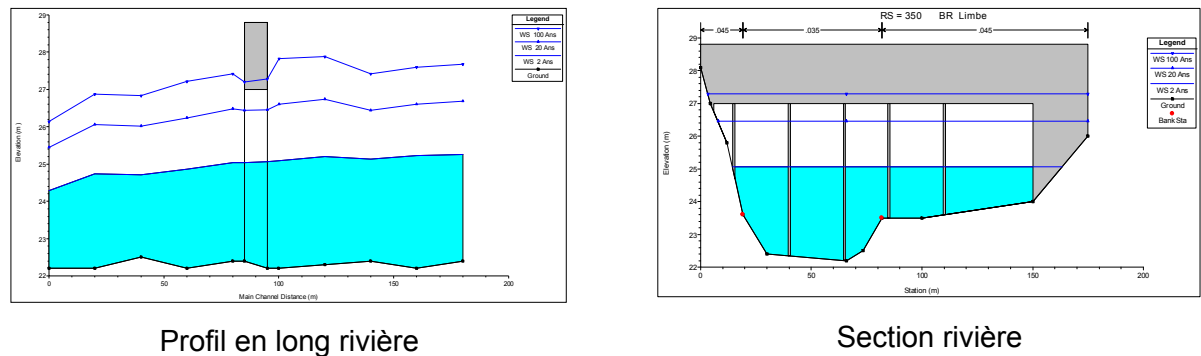 29
28
27
26
25
24
23
22
0
50
100
150
200
Elevation (m)
Main Channel Distance (m)
Legend
WS 100 Ans
WS 20 Ans
WS 2 Ans
Ground
Profil en long rivière
RS = 350 BR Limbe
.045
.035
.045
29
28
27
26
25
24
23
22
0
50
100
150
200
Elevation (m)
Station (m)
Legend
WS 100 Ans
WS 20 Ans
WS 2 Ans
Ground
Bank Sta
Section rivière